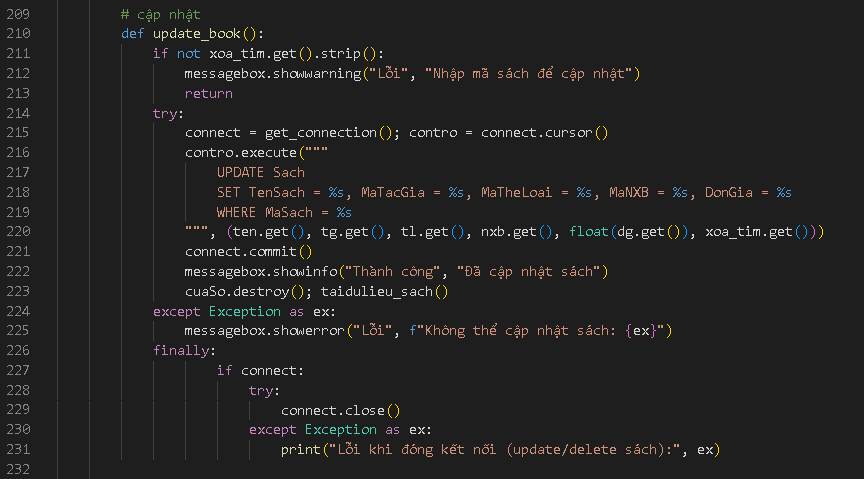 209 # cập nhật
210 def update_book():
211 if not xoa_tim.get().strip():
212 messagebox.showwarning("Lỗi", "Nhập mã sách để cập nhật")
213 return
214 try:
215 connect = get_connection(); contro = connect.cursor()
216 contro.execute("""
217 UPDATE Sach
218 SET TenSach = %s, MaTacGia = %s, MaTheLoai = %s, MaNXB = %s, DonGia = %s
219 WHERE MaSach = %s
220 """, (ten.get(), tg.get(), tl.get(), nxb.get(), float(dg.get()), xoa_tim.get()))
221 connect.commit()
222 messagebox.showinfo("Thành công", "Đã cập nhật sách")
223 cuaSo.destroy(); taidulieu_sach()
224 except Exception as ex:
225 messagebox.showerror("Lỗi", f"Không thể cập nhật sách: {ex}")
226 finally:
227 if connect:
228 try:
229 connect.close()
230 except Exception as ex:
231 print("Lỗi khi đóng kết nối (update/delete sách):", ex)
232